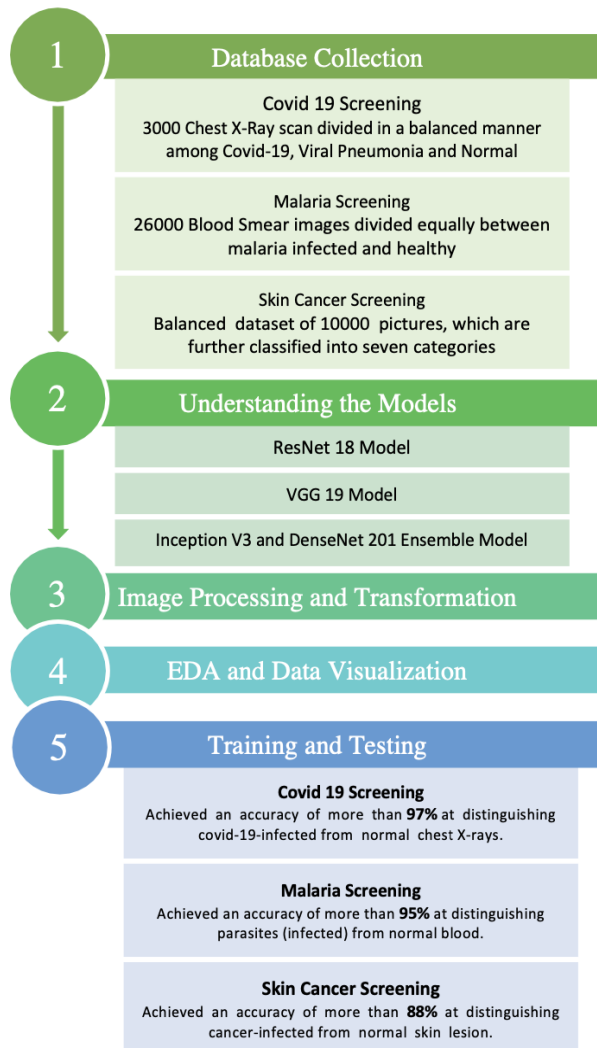 1
Database Collection
Covid 19 Screening
3000 Chest X-Ray scan divided in a balanced manner
among Covid-19, Viral Pneumonia and Normal
Malaria Screening
26000 Blood Smear images divided equally between
malaria infected and healthy
Skin Cancer Screening
Balanced dataset of 10000 pictures, which are
further classified into seven categories
2
Understanding the Models
ResNet 18 Model
VGG 19 Model
Inception V3 and DenseNet 201 Ensemble Model
3
Image Processing and Transformation
4
EDA and Data Visualization
5
Training and Testing
Covid 19 Screening
Achieved an accuracy of more than 97% at distinguishing
covid-19-infected from normal chest X-rays.
Malaria Screening
Achieved an accuracy of more than 95% at distinguishing
parasites (infected) from normal blood.
Skin Cancer Screening
Achieved an accuracy of more than 88% at distinguishing
cancer-infected from normal skin lesion.